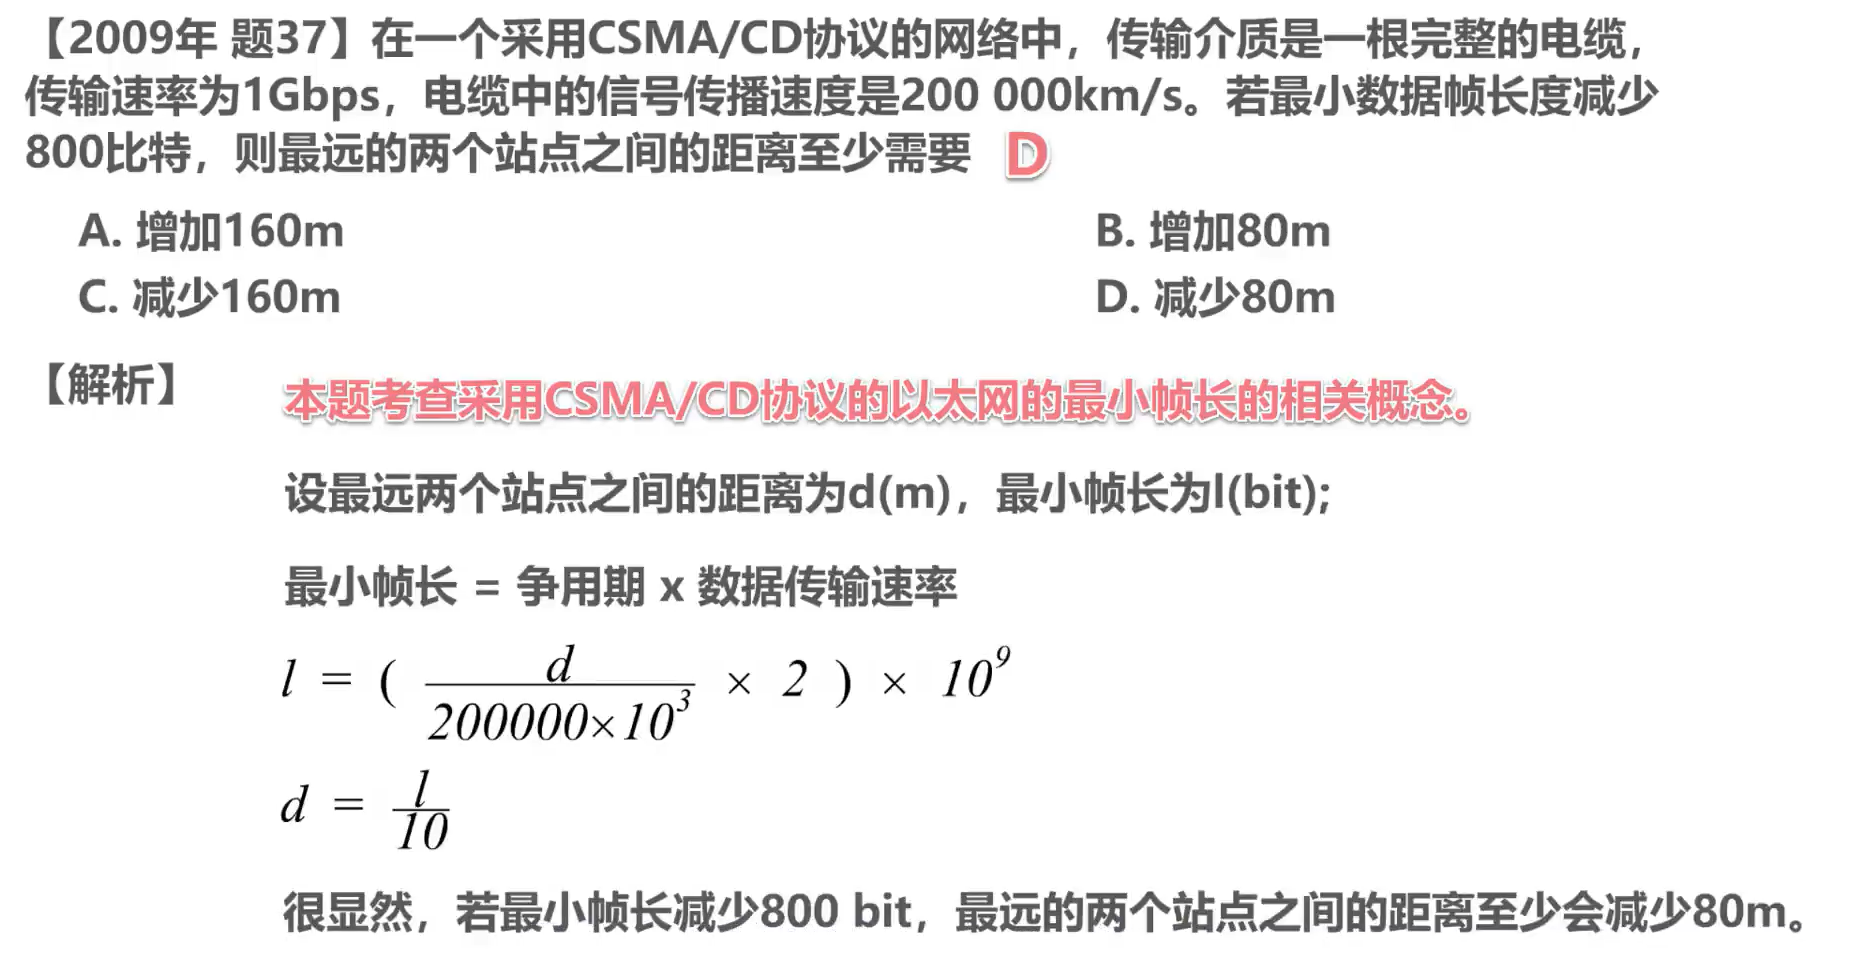 【2009年 题37】在一个采用CSMA/CD协议的网络中，传输介质是一根完整的电缆，
传输速率为1Gbps，电缆中的信号传播速度是200 000km/s。若最小数据帧长度减少
800比特，则最远的两个站点之间的距离至少需要 D
A. 增加160m B. 增加80m
C. 减少160m D. 减少80m
【解析】 本题考查采用CSMA/CD协议的以太网的最小帧长的相关概念。
设最远两个站点之间的距离为d(m)，最小帧长为l(bit);
最小帧长 = 争用期 x 数据传输速率
l = ( d / 200000×10³ × 2 ) × 10⁹
d = l / 10
很显然，若最小帧长减少800 bit，最远的两个站点之间的距离至少会减少80m。